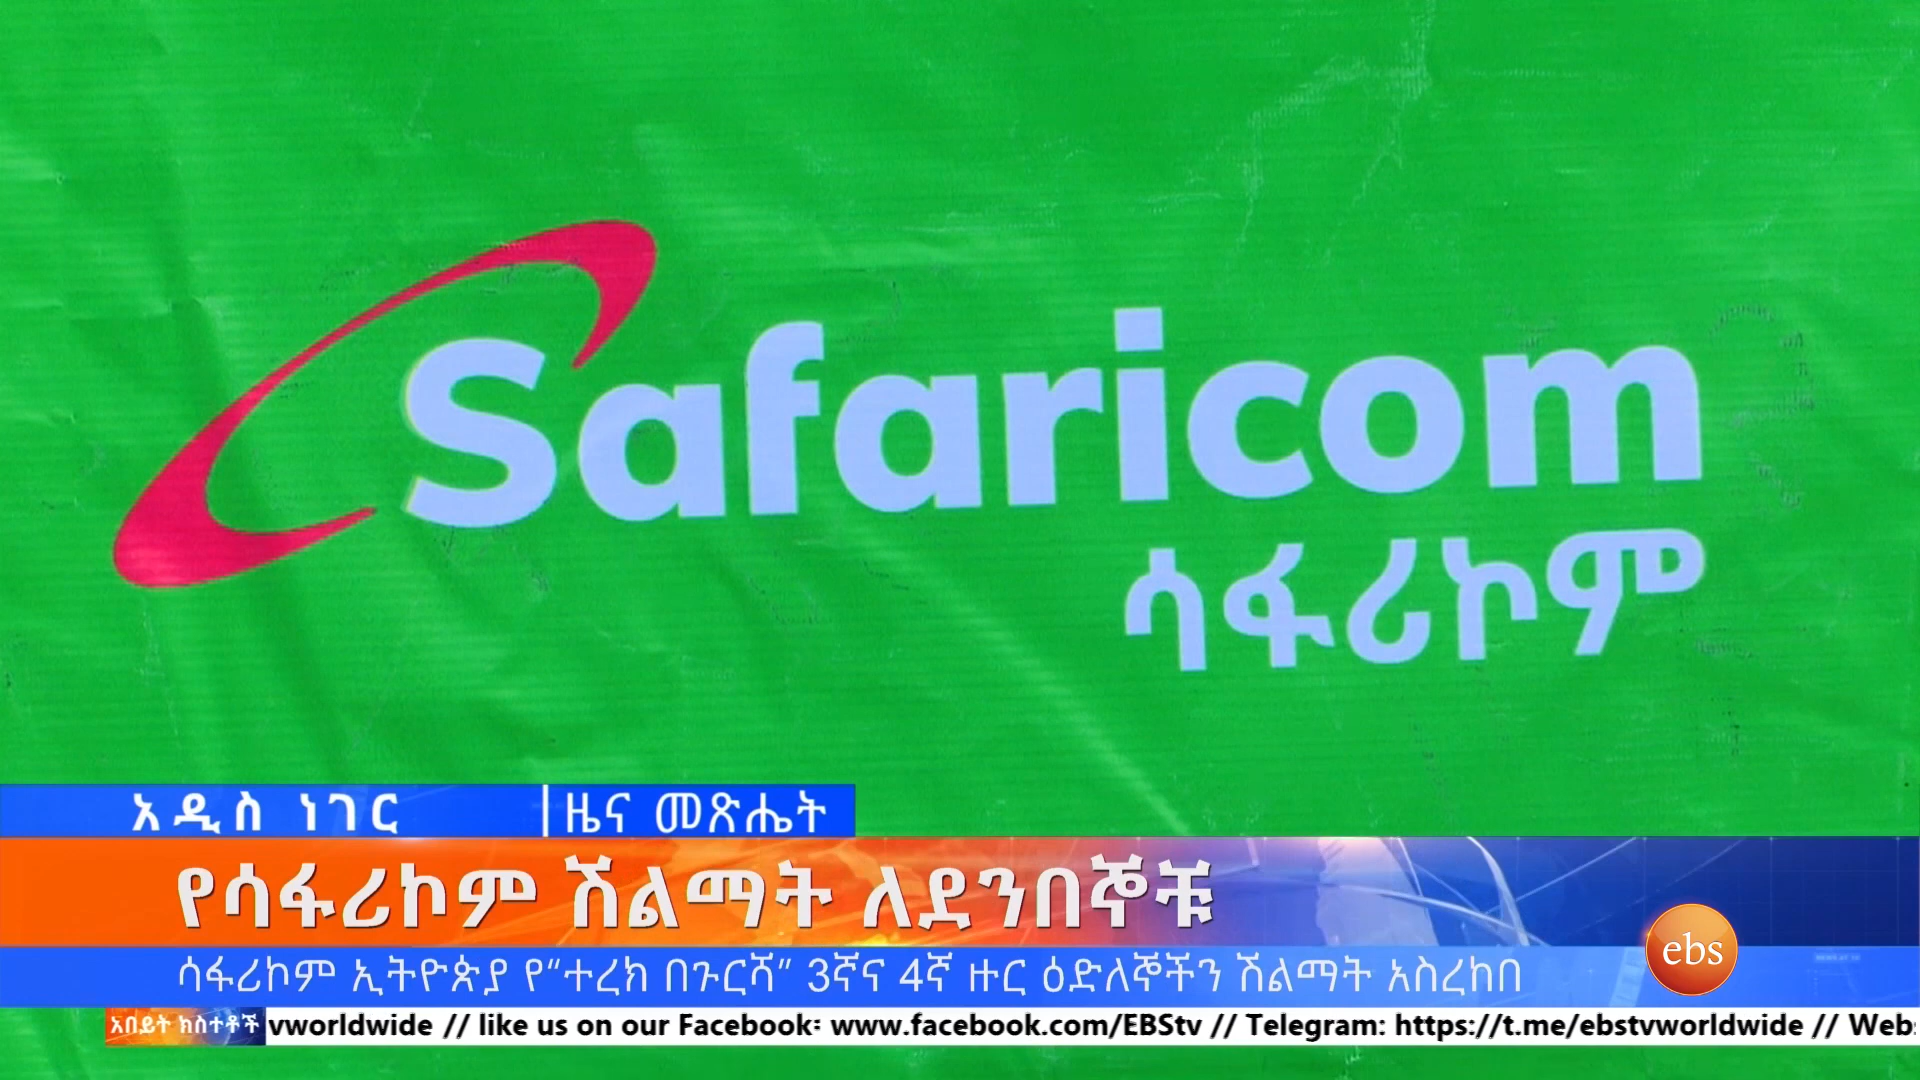 Safaricom
ሳፋሪኮም
አዲስ ነገር | ዜና መጽሔት
የሳፋሪኮም ሽልማት ለደንበኞቹ
ebs
ሳፋሪኮም ኢትዮጵያ የ“ተረክ በጉርሻ” 3ኛና 4ኛ ዙር ዕድለኞችን ሽልማት አስረከበ
አበይት ክስተቶች vworldwide // like us on our Facebook፡ www.facebook.com/EBStv // Telegram: https://t.me/ebstvworldwide // Web